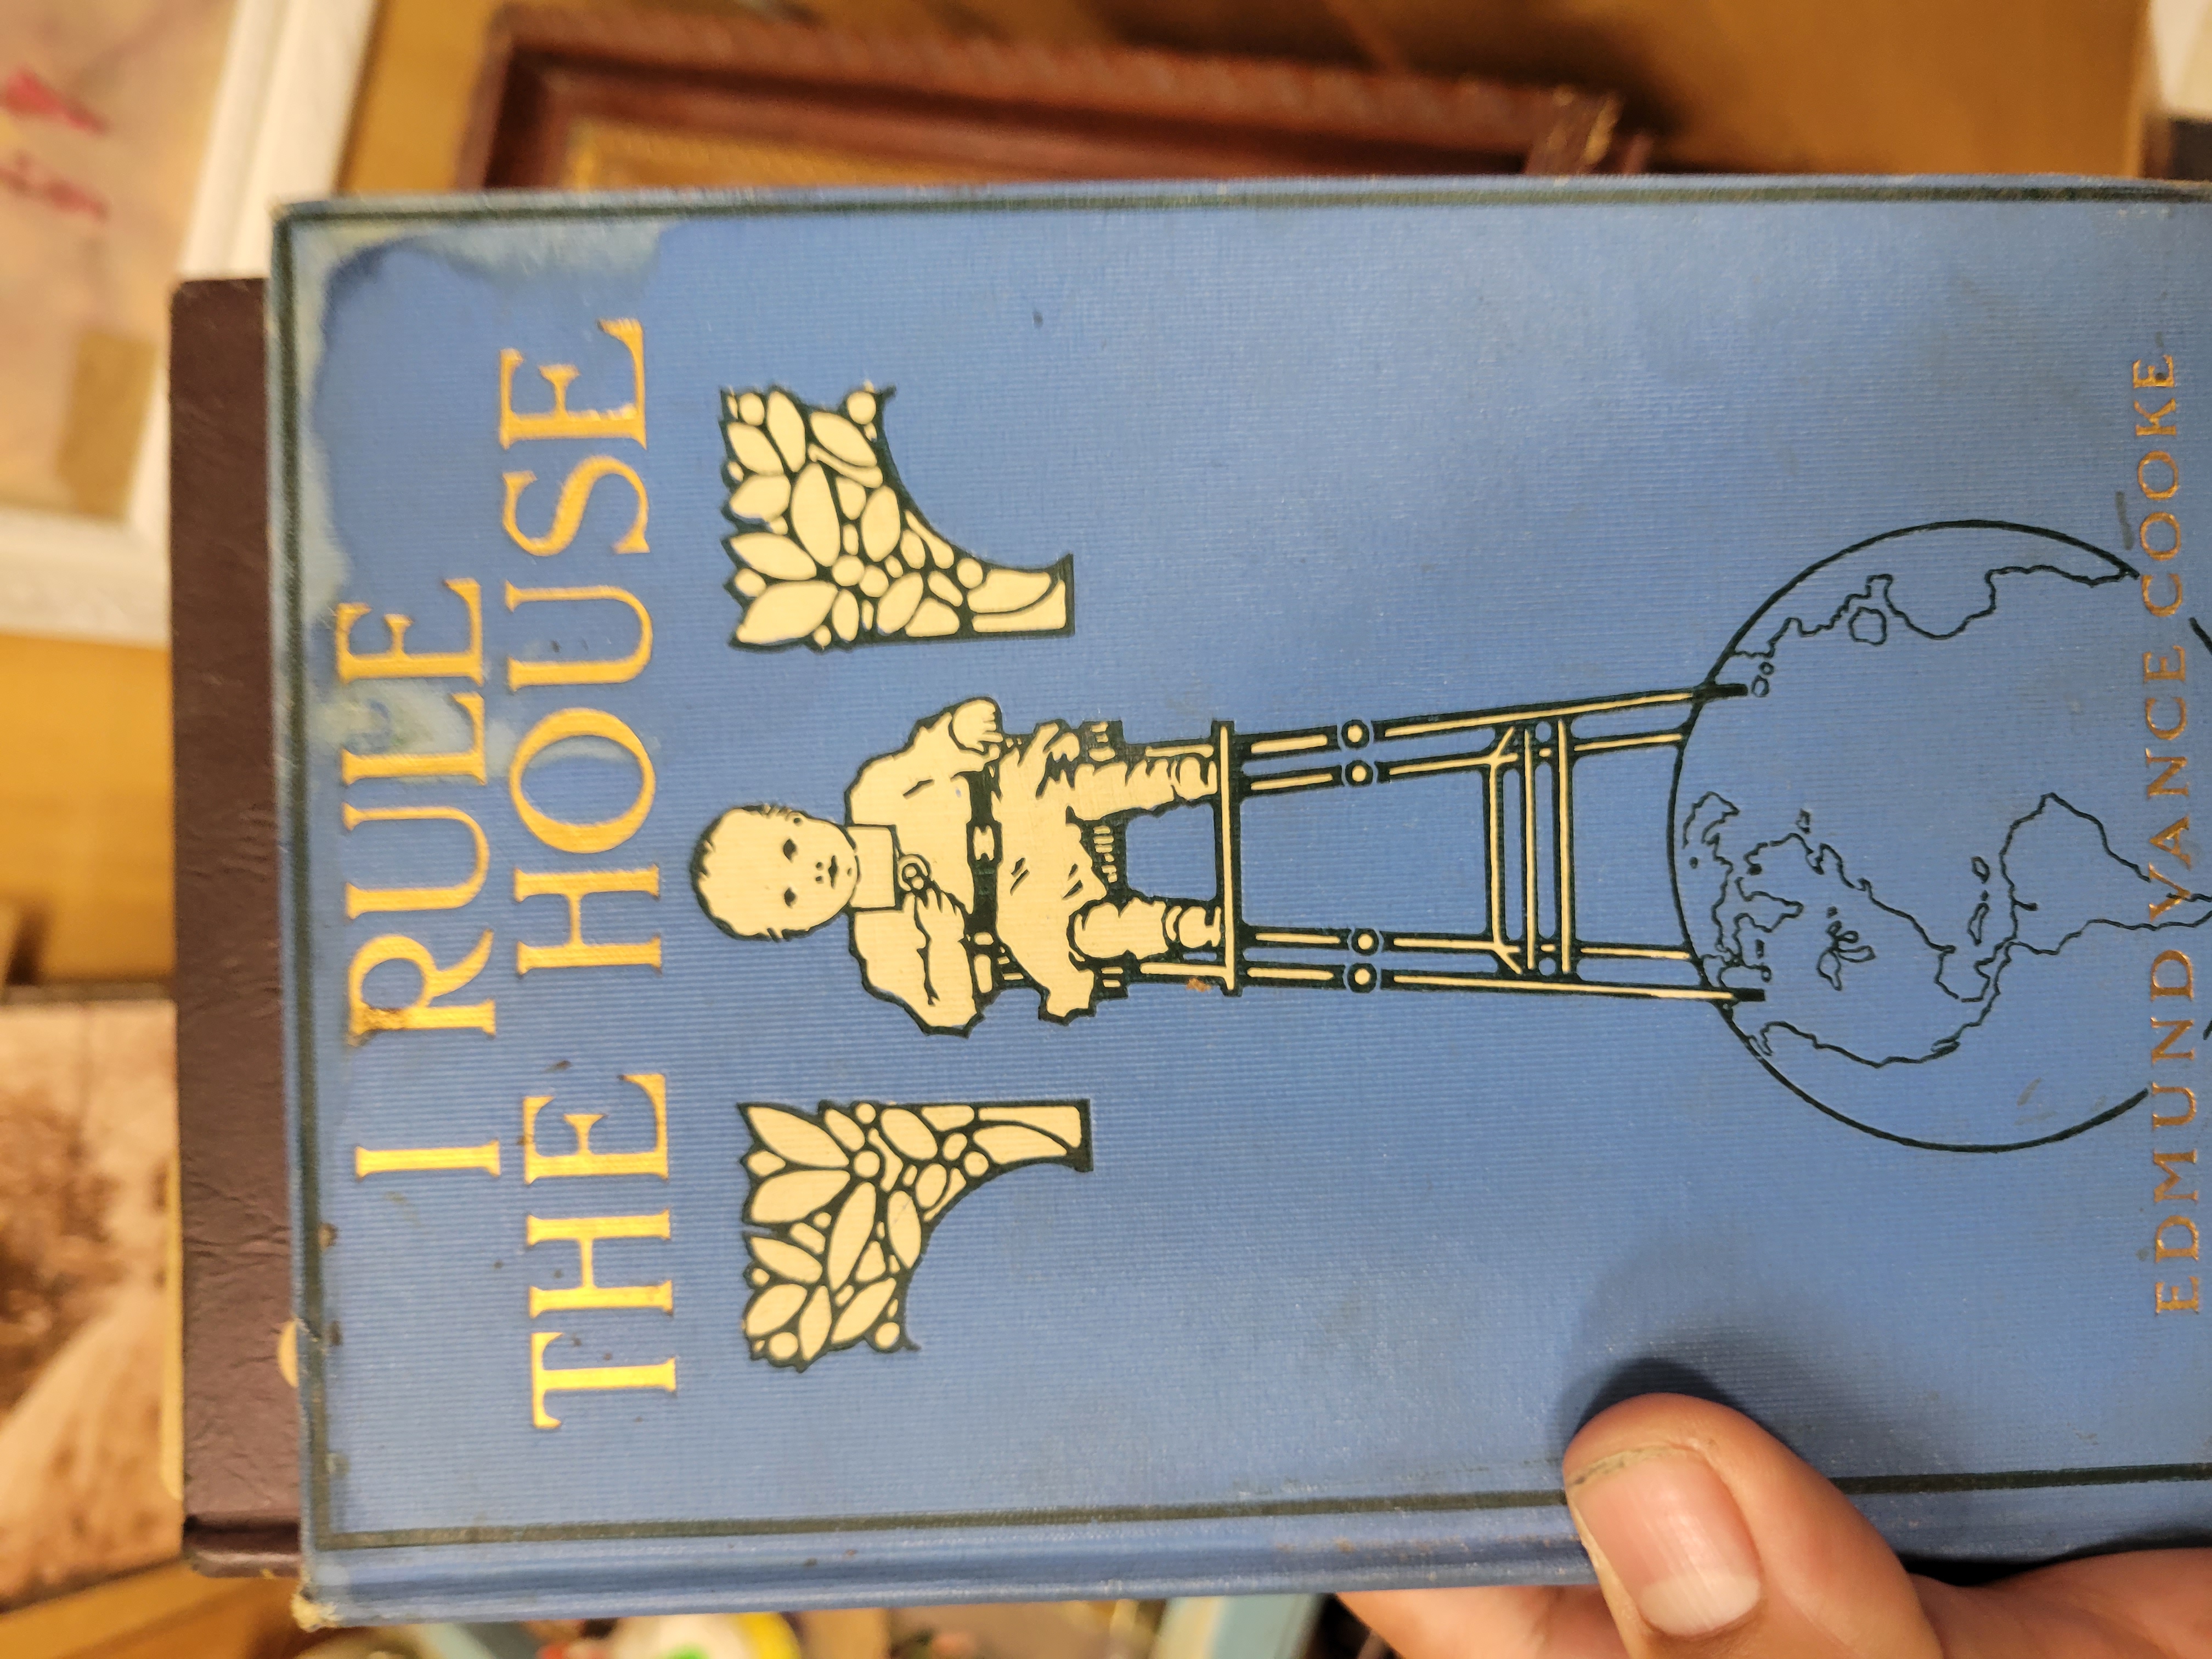 I RULE
THE HOUSE
EDMUND VANCE COOKE